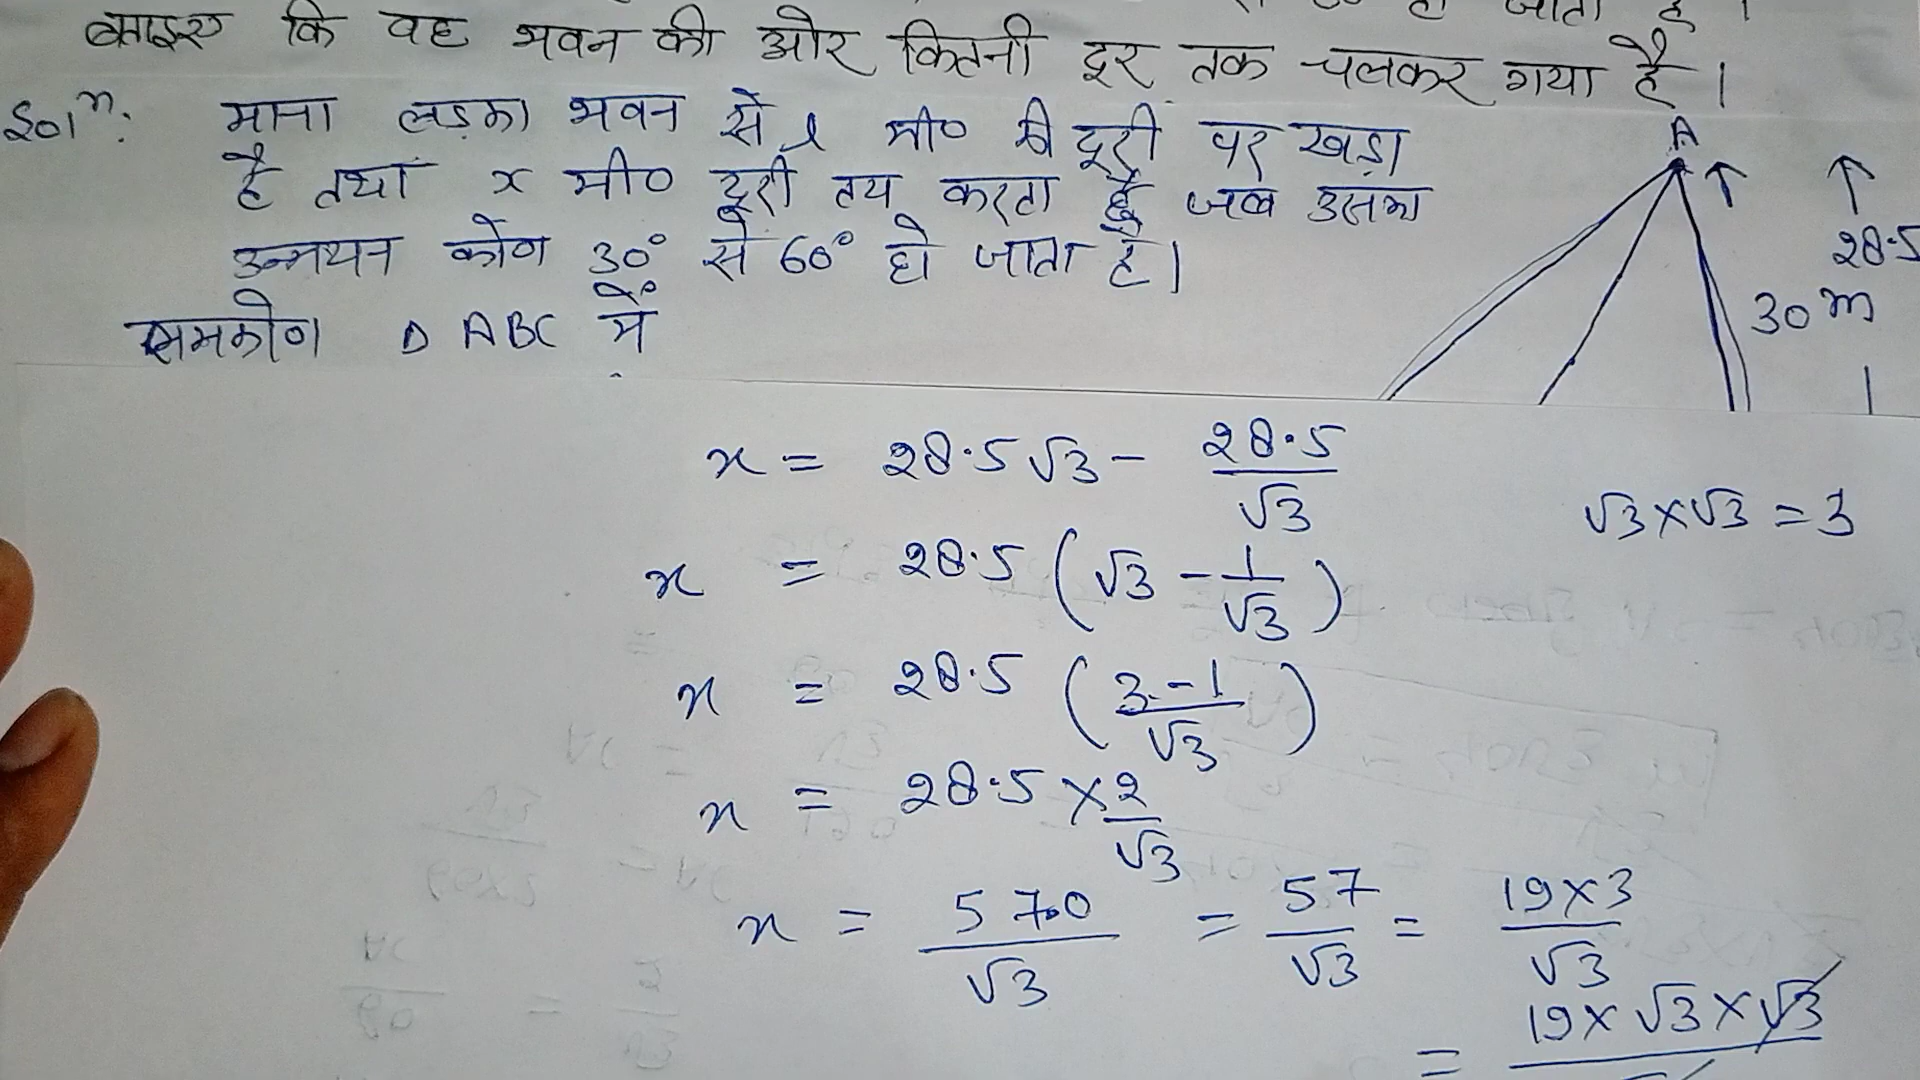 जाता है।
बताइए कि वह भवन की ओर कितनी दूर तक चलकर गया है।
Solⁿ: माना लड़का भवन से l मी० की दूरी पर खड़ा
है तथा x मी० दूरी तय करता है जब उसका
उन्नयन कोण 30° से 60° हो जाता है।
समकोण Δ ABC में
A
28.5
30 m
x = 28.5√3 - 28.5/√3
√3×√3 = 3
x = 28.5 (√3 - 1/√3)
x = 28.5 (3-1/√3)
x = 28.5 × 2/√3
x = 57.0/√3 = 57/√3 = 19×3/√3
= 19×√3×√3